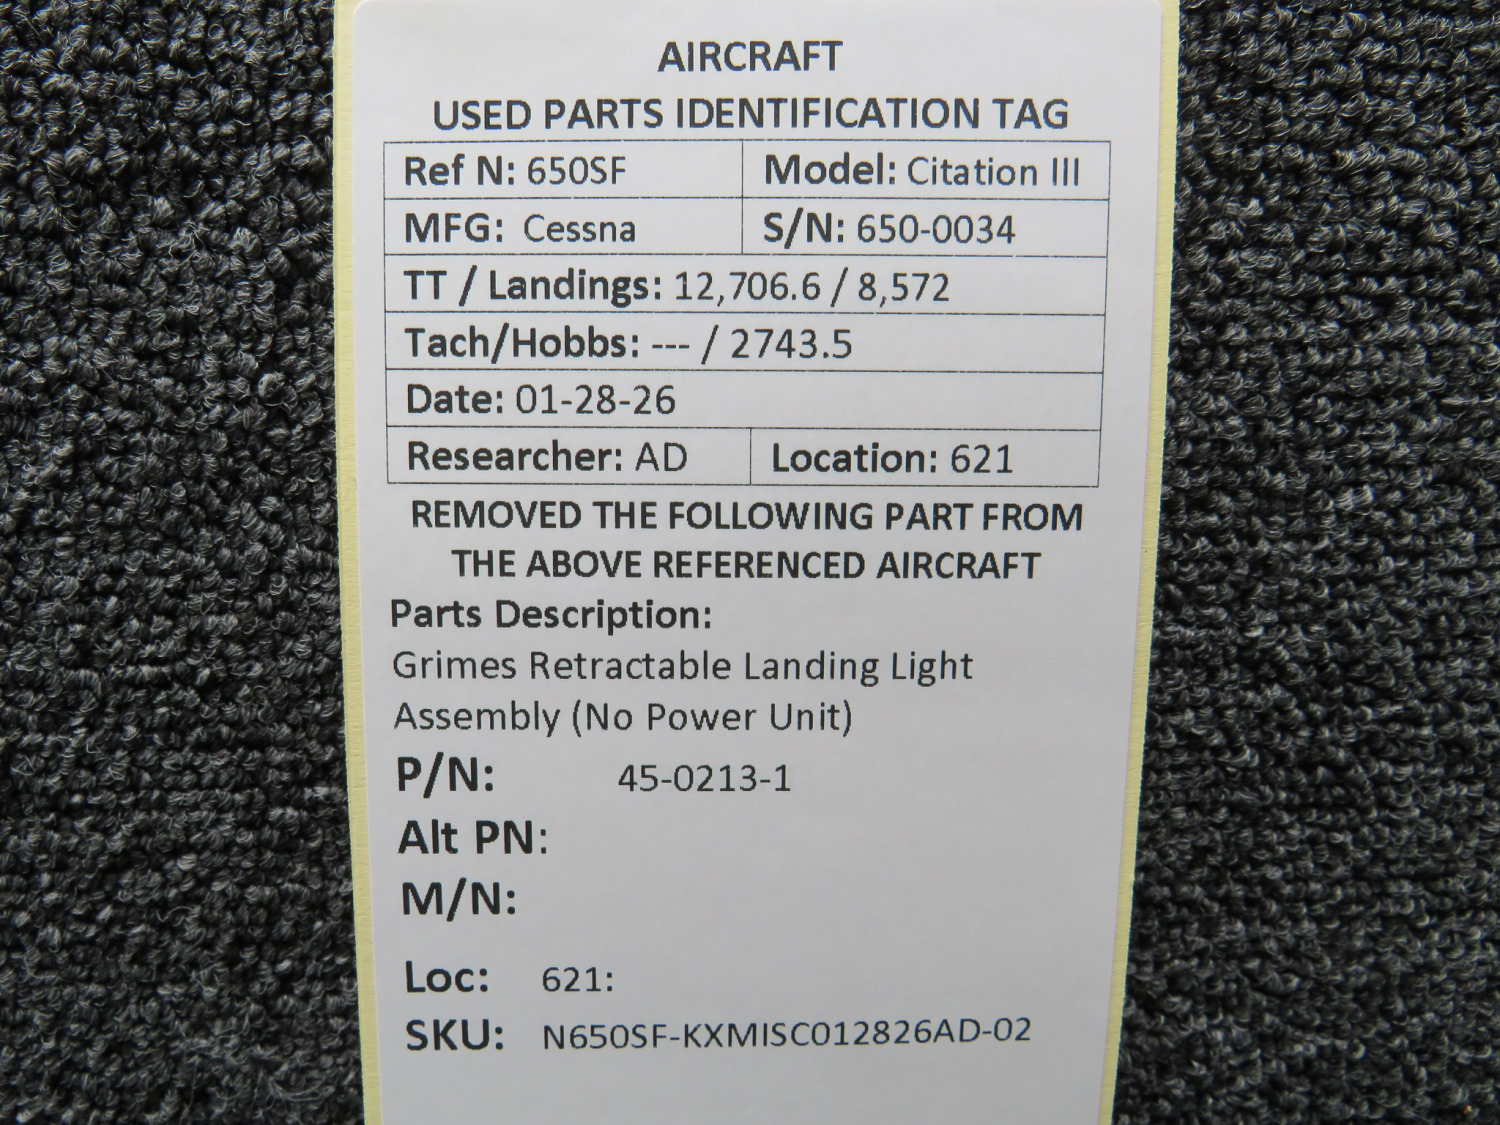 AIRCRAFT
USED PARTS IDENTIFICATION TAG
Ref N: 650SF Model: Citation III
MFG: Cessna S/N: 650-0034
TT / Landings: 12,706.6 / 8,572
Tach/Hobbs: --- / 2743.5
Date: 01-28-26
Researcher: AD Location: 621
REMOVED THE FOLLOWING PART FROM
THE ABOVE REFERENCED AIRCRAFT
Parts Description:
Grimes Retractable Landing Light
Assembly (No Power Unit)
P/N: 45-0213-1
Alt PN:
M/N:
Loc: 621:
SKU: N650SF-KXMISC012826AD-02